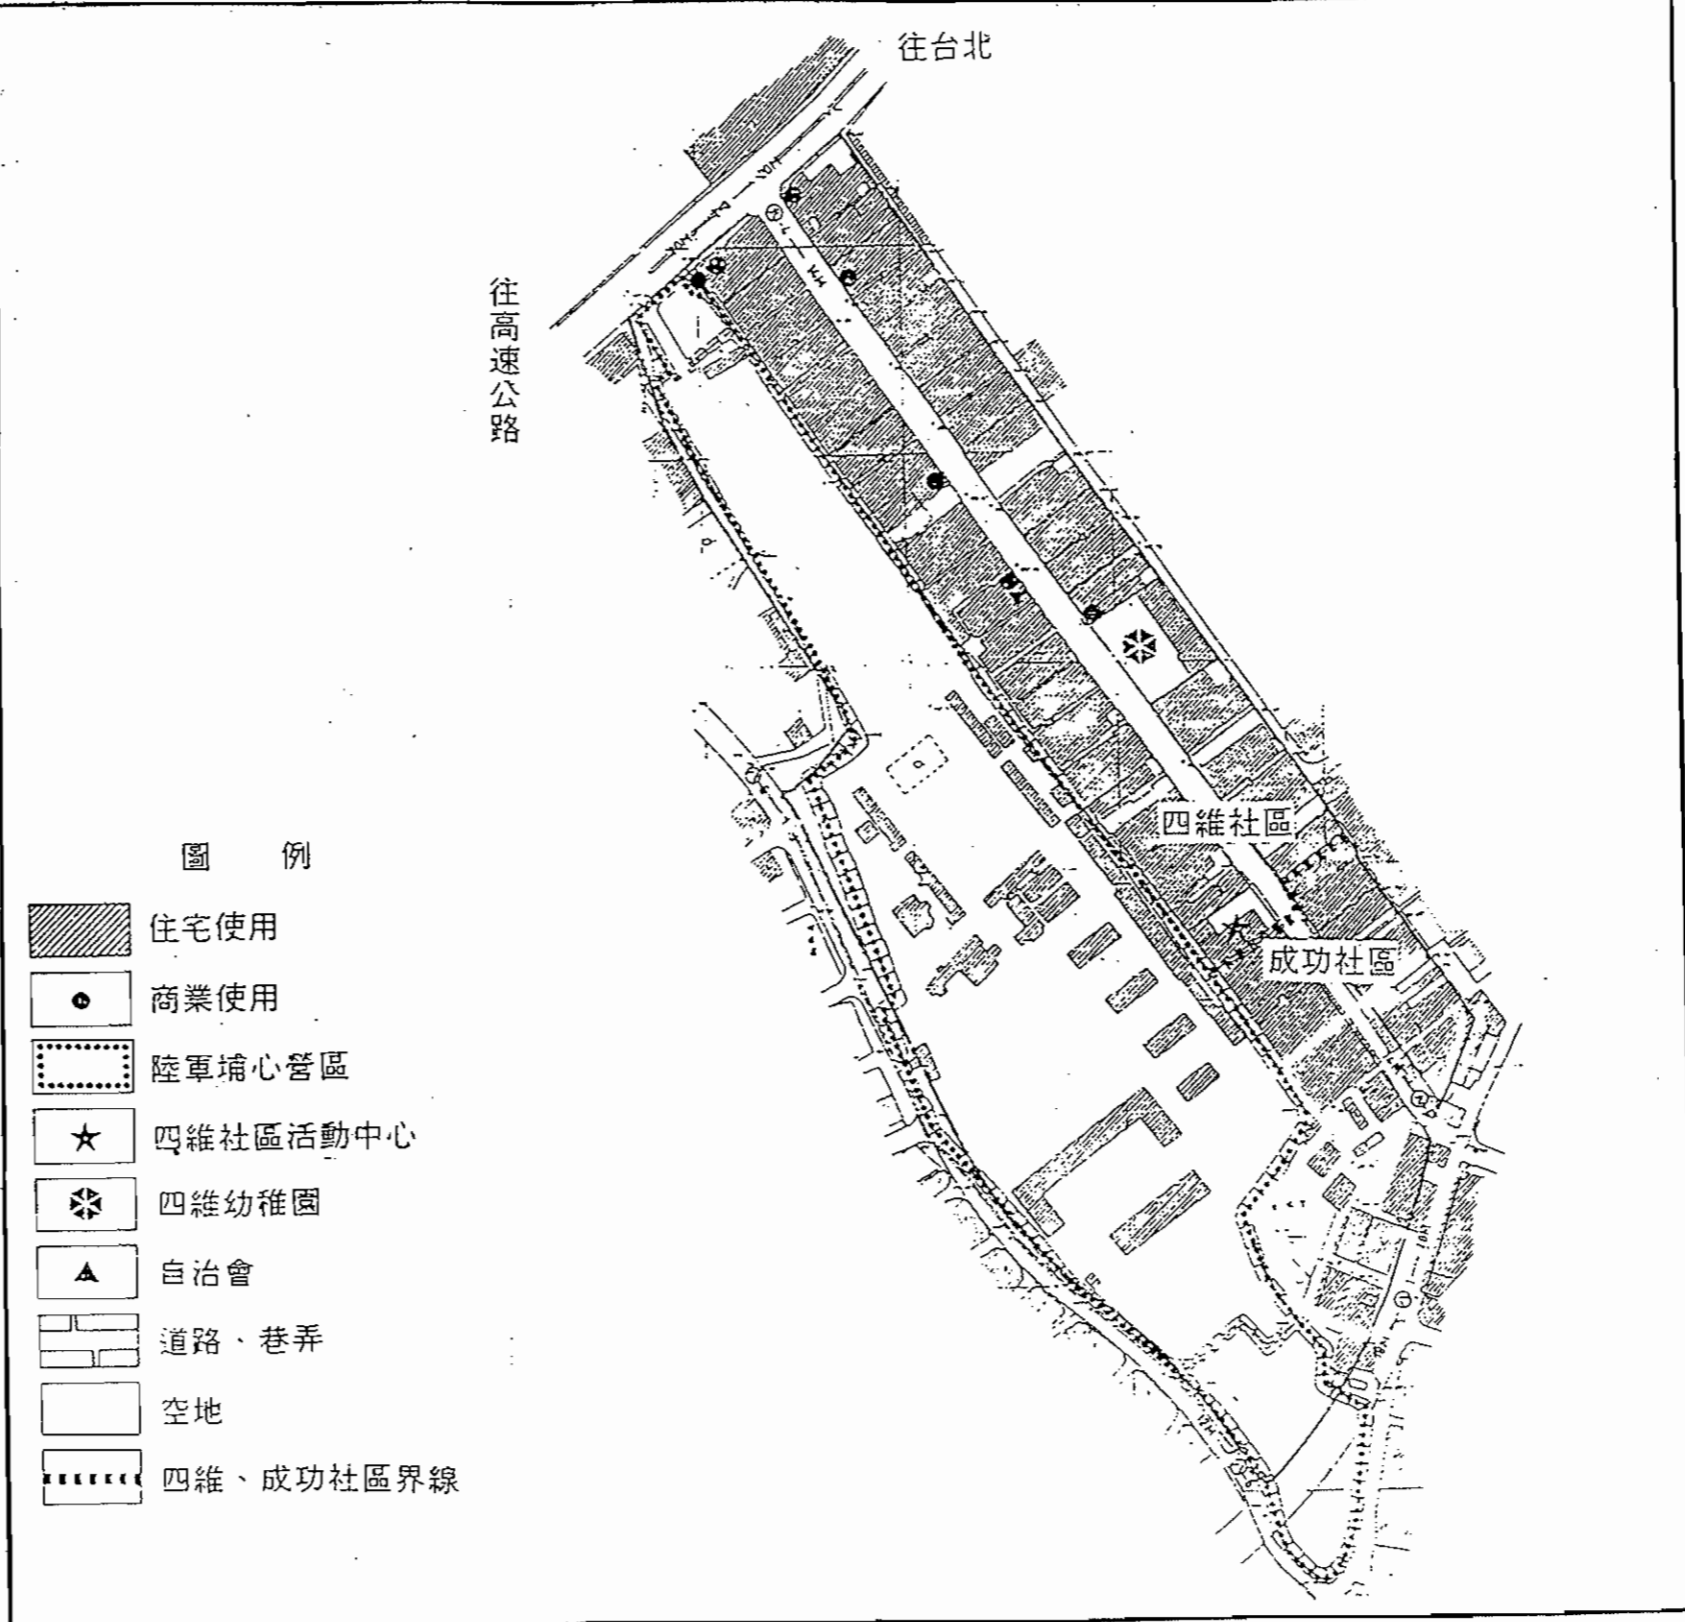 往台北
往高速公路
四維社區
成功社區
圖 例
住宅使用
商業使用
陸軍埔心營區
四維社區活動中心
四維幼稚園
自治會
道路、巷弄
空地
四維、成功社區界線